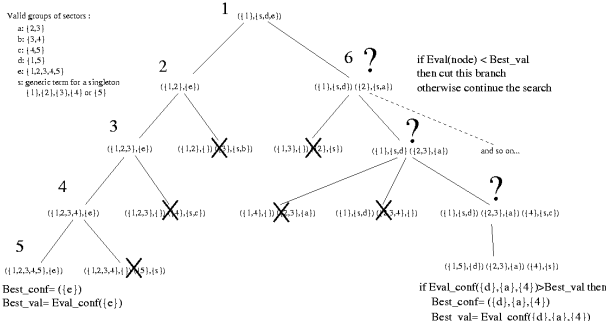 Valid groups of sectors :
a: {2,3}
b: {3,4}
c: {4,5}
d: {1,5}
e: {1,2,3,4,5}
s: generic term for a singleton
{1},{2},{3},{4} or {5}
1
({1},{s,d,e})
2
({1,2},{e})
6 ?
({1},{s,d}) ({2},{s,a})
if Eval(node) < Best_val
then cut this branch
otherwise continue the search
3
({1,2,3},{e})
({1,2},{}) ({3},{s,b})
({1,3},{}) ({2},{s})
?
({1},{s,d}) ({2,3},{a})
and so on...
4
({1,2,3,4},{e})
({1,2,3},{}) ({4},{s,c})
({1,4},{}) ({2,3},{a})
({1},{s,d}) ({2,3,4},{})
?
({1},{s,d}) ({2,3},{a}) ({4},{s,c})
5
({1,2,3,4,5},{e})
({1,2,3,4},{}) ({5},{s})
({1,5},{d}) ({2,3},{a}) ({4},{s})
Best_conf= ({e})
Best_val= Eval_conf({e})
if Eval_conf({d},{a},{4})>Best_val then
Best_conf= ({d},{a},{4})
Best_val= Eval_conf({d},{a},{4})